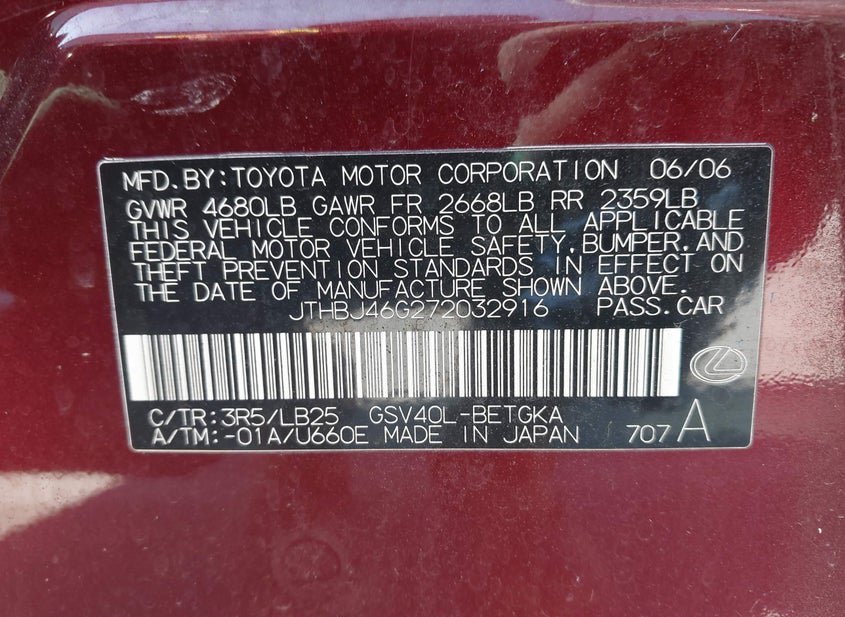 MFD. BY: TOYOTA MOTOR CORPORATION 06/06
GVWR 4680LB GAWR FR 2668LB RR 2359LB
THIS VEHICLE CONFORMS TO ALL APPLICABLE
FEDERAL MOTOR VEHICLE SAFETY, BUMPER, AND
THEFT PREVENTION STANDARDS IN EFFECT ON
THE DATE OF MANUFACTURE SHOWN ABOVE.
JTHBJ46G272032916 PASS. CAR
C/TR: 3R5/LB25 GSV40L-BETGKA
A/TM: -01A/U660E MADE IN JAPAN 707 A